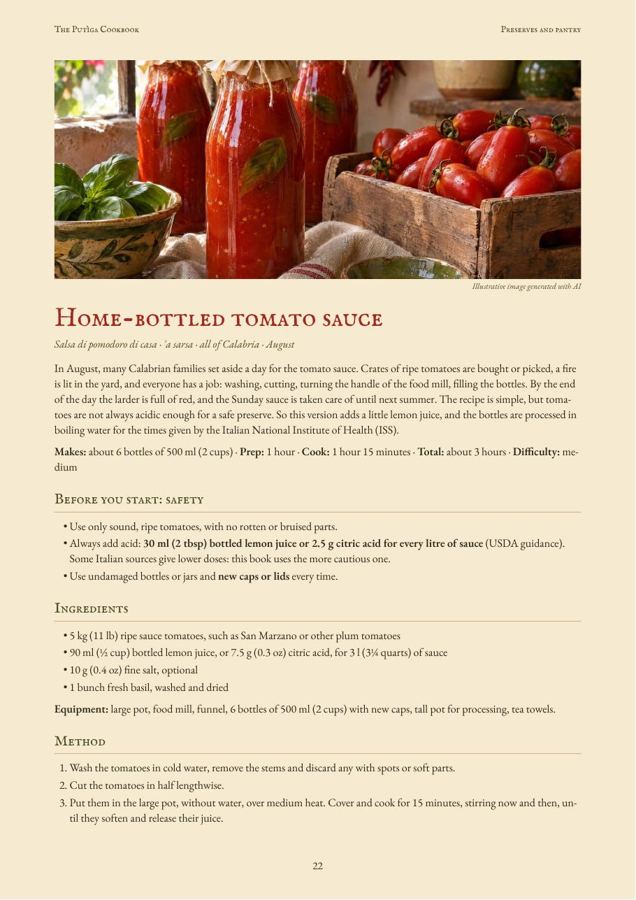 The Putìga Cookbook
Preserves and pantry
Illustrative image generated with AI
Home-bottled tomato sauce
Salsa di pomodoro di casa · 'a sarsa · all of Calabria · August
In August, many Calabrian families set aside a day for the tomato sauce. Crates of ripe tomatoes are bought or picked, a fire
is lit in the yard, and everyone has a job: washing, cutting, turning the handle of the food mill, filling the bottles. By the end
of the day the larder is full of red, and the Sunday sauce is taken care of until next summer. The recipe is simple, but toma-
toes are not always acidic enough for a safe preserve. So this version adds a little lemon juice, and the bottles are processed in
boiling water for the times given by the Italian National Institute of Health (ISS).
Makes: about 6 bottles of 500 ml (2 cups) · Prep: 1 hour · Cook: 1 hour 15 minutes · Total: about 3 hours · Difficulty: me-
dium
Before you start: safety
• Use only sound, ripe tomatoes, with no rotten or bruised parts.
• Always add acid: 30 ml (2 tbsp) bottled lemon juice or 2.5 g citric acid for every litre of sauce (USDA guidance).
Some Italian sources give lower doses: this book uses the more cautious one.
• Use undamaged bottles or jars and new caps or lids every time.
Ingredients
• 5 kg (11 lb) ripe sauce tomatoes, such as San Marzano or other plum tomatoes
• 90 ml (⅓ cup) bottled lemon juice, or 7.5 g (0.3 oz) citric acid, for 3 l (3¼ quarts) of sauce
• 10 g (0.4 oz) fine salt, optional
• 1 bunch fresh basil, washed and dried
Equipment: large pot, food mill, funnel, 6 bottles of 500 ml (2 cups) with new caps, tall pot for processing, tea towels.
Method
1. Wash the tomatoes in cold water, remove the stems and discard any with spots or soft parts.
2. Cut the tomatoes in half lengthwise.
3. Put them in the large pot, without water, over medium heat. Cover and cook for 15 minutes, stirring now and then, un-
til they soften and release their juice.
22